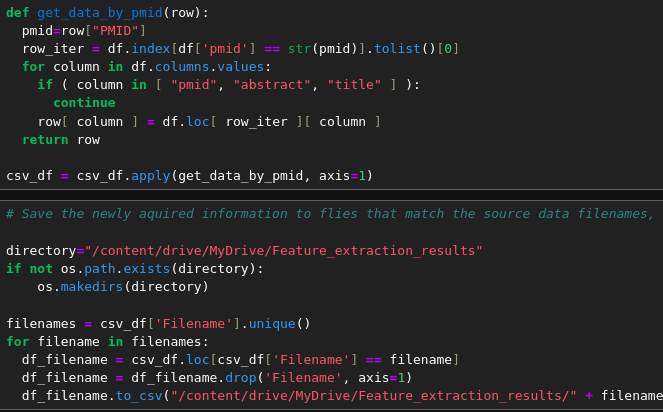 def get_data_by_pmid(row):
  pmid=row["PMID"]
  row_iter = df.index[df['pmid'] == str(pmid)].tolist()[0]
  for column in df.columns.values:
    if ( column in [ "pmid", "abstract", "title" ] ):
      continue
    row[ column ] = df.loc[ row_iter ][ column ]
  return row

csv_df = csv_df.apply(get_data_by_pmid, axis=1)

# Save the newly aquired information to flies that match the source data filenames,

directory="/content/drive/MyDrive/Feature_extraction_results"
if not os.path.exists(directory):
    os.makedirs(directory)

filenames = csv_df['Filename'].unique()
for filename in filenames:
  df_filename = csv_df.loc[csv_df['Filename'] == filename]
  df_filename = df_filename.drop('Filename', axis=1)
  df_filename.to_csv("/content/drive/MyDrive/Feature_extraction_results/" + filename